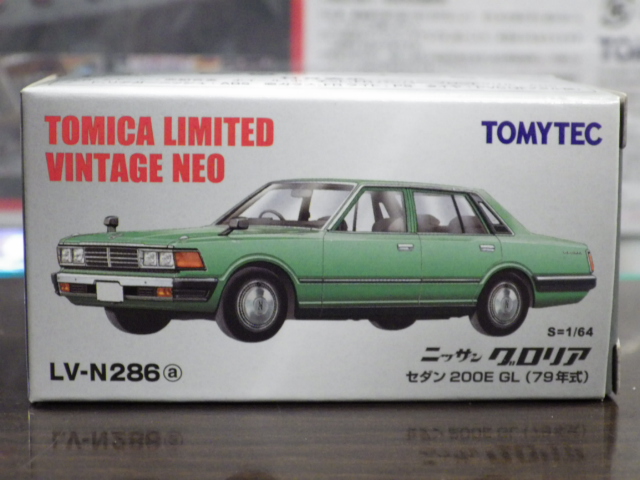 TOMICA LIMITED
VINTAGE NEO
TOMYTEC
S=1/64
ニッサン グロリア
セダン 200E GL (79年式)
LV-N286ⓐ